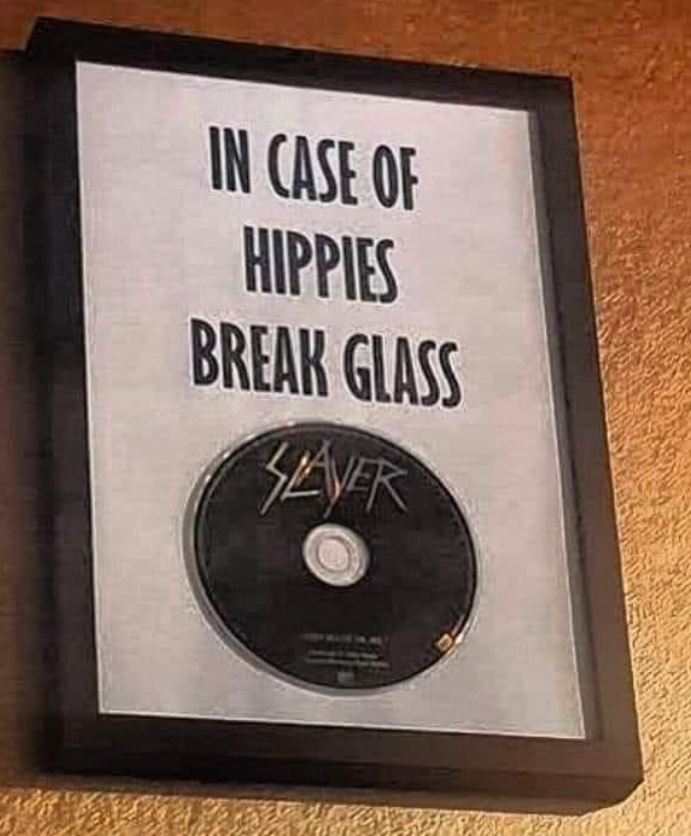 IN CASE OF
HIPPIES
BREAK GLASS
SLAYER